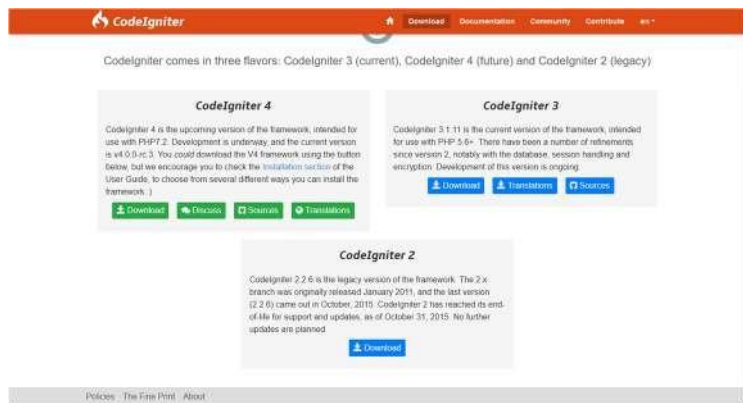 CodeIgniter
Download Documentation Community Contribute en
CodeIgniter comes in three flavors: CodeIgniter 3 (current), CodeIgniter 4 (future) and CodeIgniter 2 (legacy)
CodeIgniter 4
CodeIgniter 4 is the upcoming version of the framework, intended for
use with PHP7.2. Development is underway, and the current version
is v4.0.0-rc.3. You could download the V4 framework using the button
below, but we encourage you to check the Installation section of the
User Guide, to choose from several different ways you can install the
framework :)
Download Discuss Sources Translations
CodeIgniter 3
CodeIgniter 3.1.11 is the current version of the framework, intended
for use with PHP 5.6+. There have been a number of refinements
since version 2, notably with the database, session handling and
encryption. Development of this version is ongoing.
Download Translations Sources
CodeIgniter 2
CodeIgniter 2.2.6 is the legacy version of the framework. The 2.x
branch was originally released January 2011, and the last version
(2.2.6) came out in October, 2015. CodeIgniter 2 has reached its end-
of-life for support and updates, as of October 31, 2015. No further
updates are planned
Download
Policies The Fine Print About